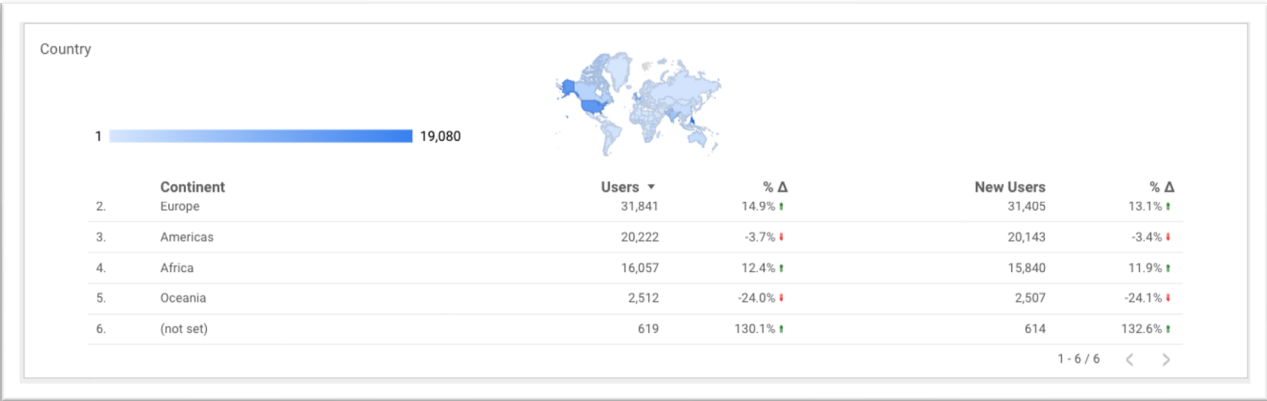 Country
1 19,080
Continent Users % Δ New Users % Δ
2. Europe 31,841 14.9% 31,405 13.1%
3. Americas 20,222 -3.7% 20,143 -3.4%
4. Africa 16,057 12.4% 15,840 11.9%
5. Oceania 2,512 -24.0% 2,507 -24.1%
6. (not set) 619 130.1% 614 132.6%
1 - 6 / 6